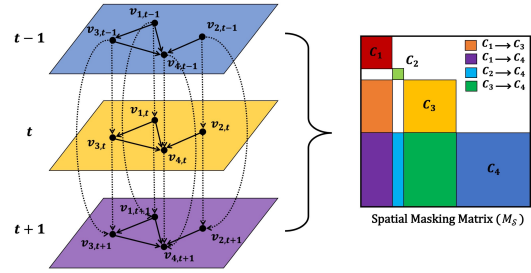 t − 1
v1,t−1
v3,t−1
v2,t−1
v4,t−1
t
v1,t
v3,t
v2,t
v4,t
t + 1
v1,t+1
v3,t+1
v2,t+1
v4,t+1
C1
C2
C3
C4
C1 → C3
C1 → C4
C2 → C4
C3 → C4
Spatial Masking Matrix (MS)